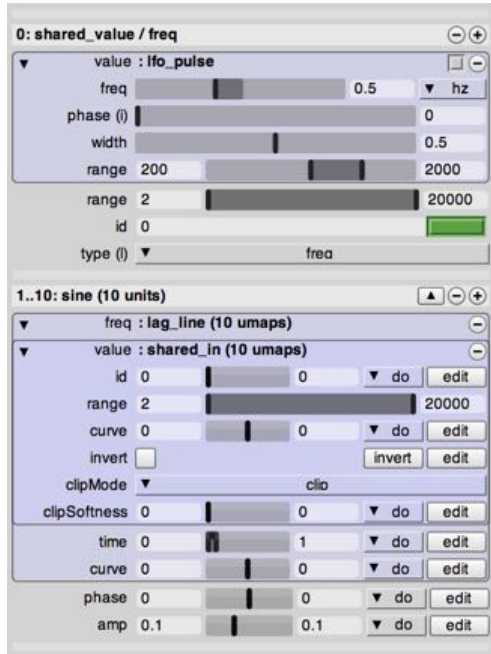 0: shared_value / freq
value : lfo_pulse
freq 0.5 hz
phase (i) 0
width 0.5
range 200 2000
range 2 20000
id 0
type (l) freq
1..10: sine (10 units)
freq : lag_line (10 umaps)
value : shared_in (10 umaps)
id 0 0 do edit
range 2 20000
curve 0 0 do edit
invert invert edit
clipMode clip
clipSoftness 0 0 do edit
time 0 1 do edit
curve 0 0 do edit
phase 0 0 do edit
amp 0.1 0.1 do edit